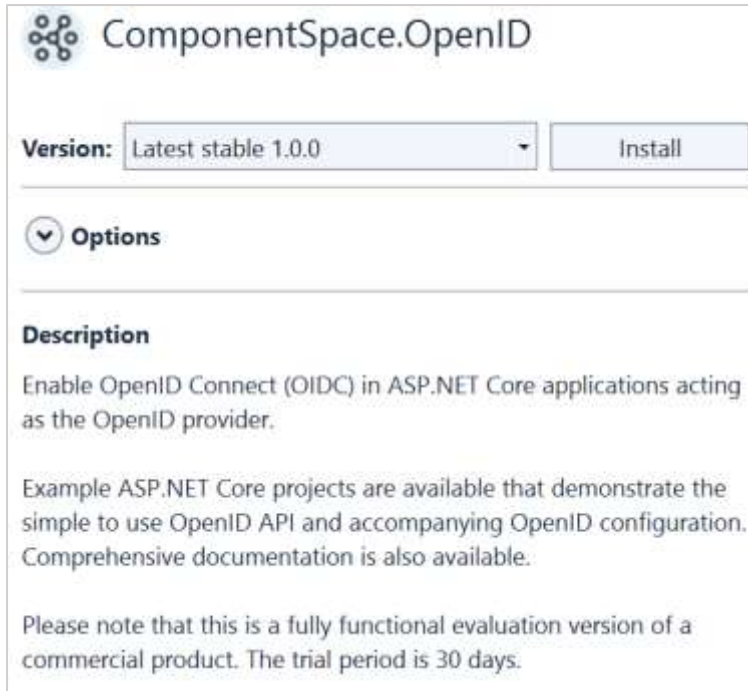 ComponentSpace.OpenID
Version: Latest stable 1.0.0 Install
Options
Description
Enable OpenID Connect (OIDC) in ASP.NET Core applications acting
as the OpenID provider.
Example ASP.NET Core projects are available that demonstrate the
simple to use OpenID API and accompanying OpenID configuration.
Comprehensive documentation is also available.
Please note that this is a fully functional evaluation version of a
commercial product. The trial period is 30 days.